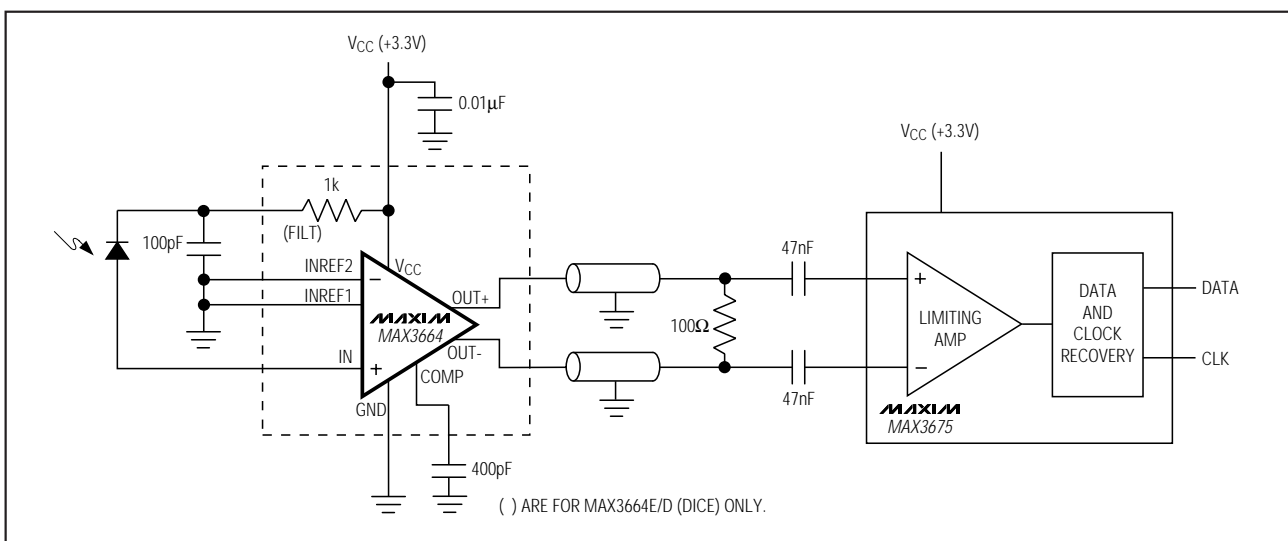 VCC (+3.3V)
0.01μF
VCC (+3.3V)
1k
(FILT)
100pF
INREF2
VCC
−
INREF1
OUT+
MAXIM
MAX3664
IN
+
OUT-
COMP
GND
400pF
47nF
100Ω
47nF
+
LIMITING
AMP
−
DATA
AND
CLOCK
RECOVERY
DATA
CLK
MAXIM
MAX3675
( ) ARE FOR MAX3664E/D (DICE) ONLY.